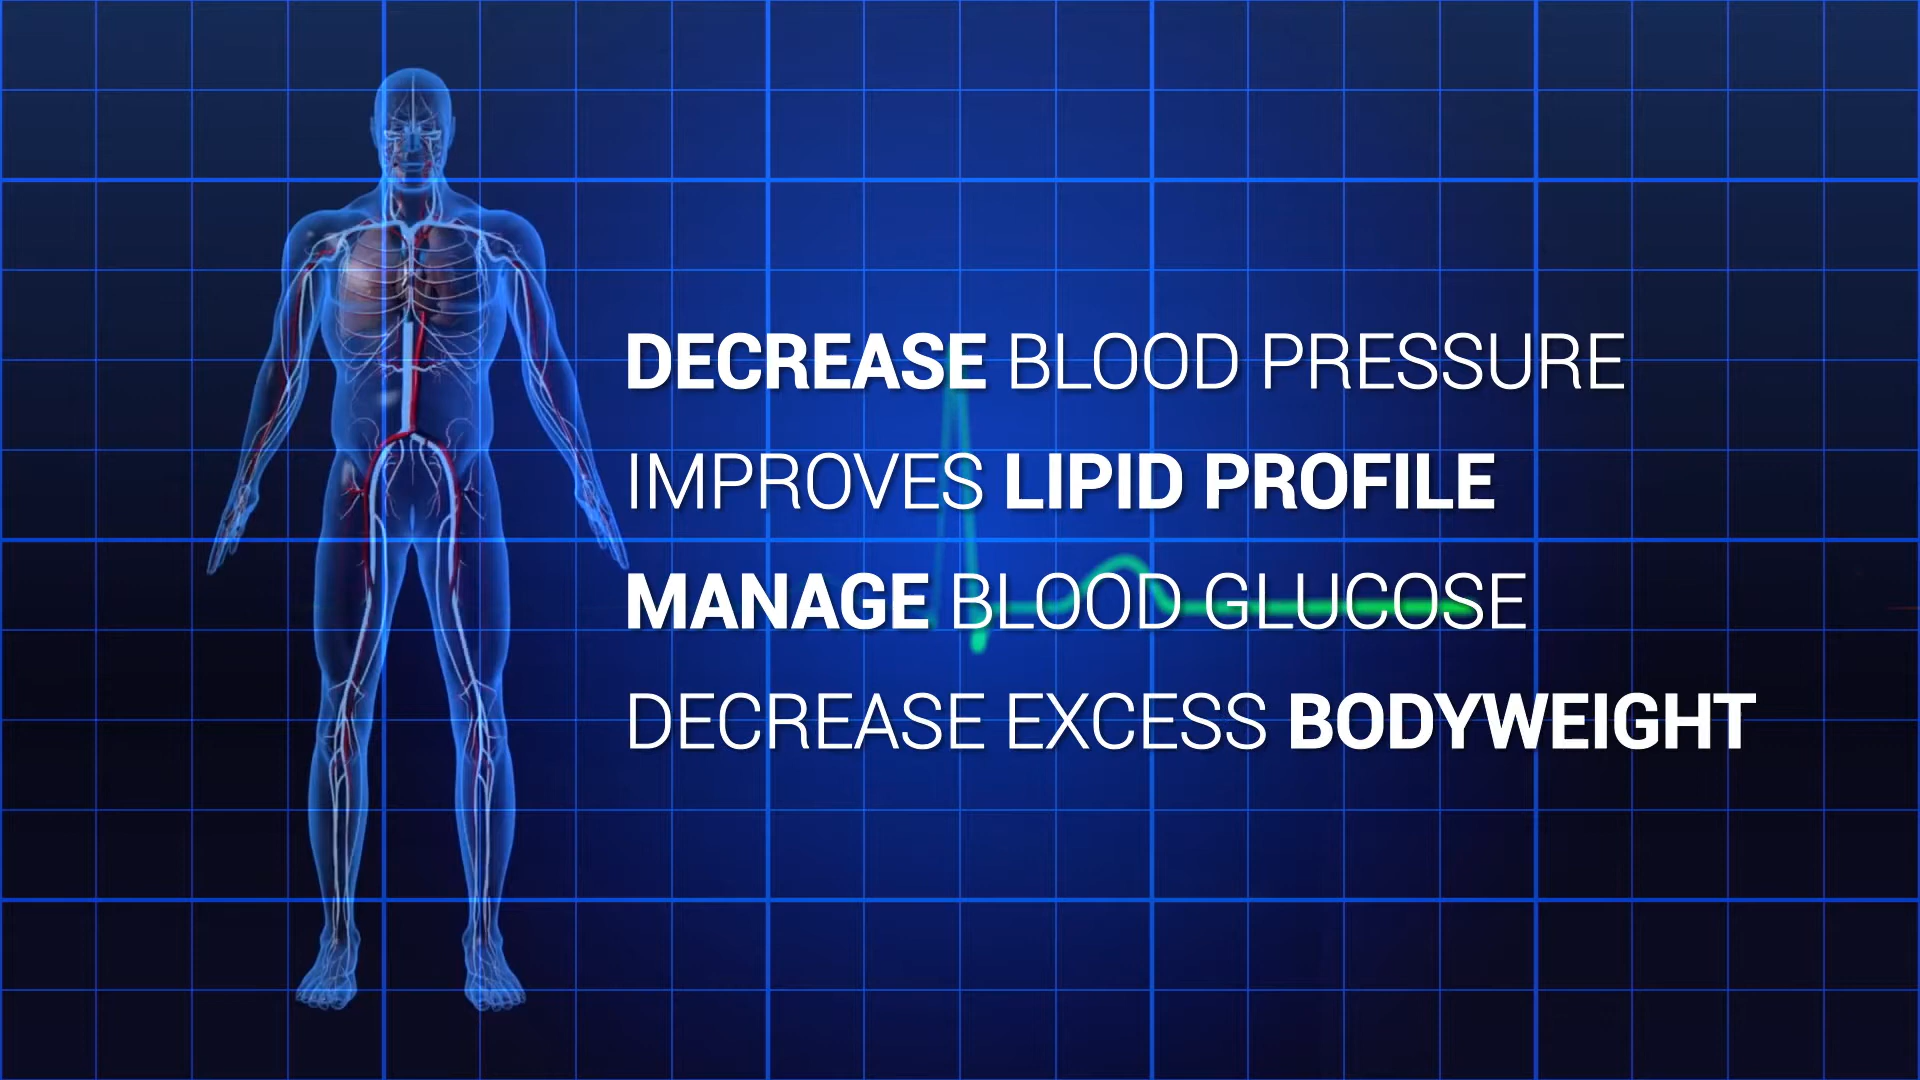 DECREASE BLOOD PRESSURE
IMPROVES LIPID PROFILE
MANAGE BLOOD GLUCOSE
DECREASE EXCESS BODYWEIGHT